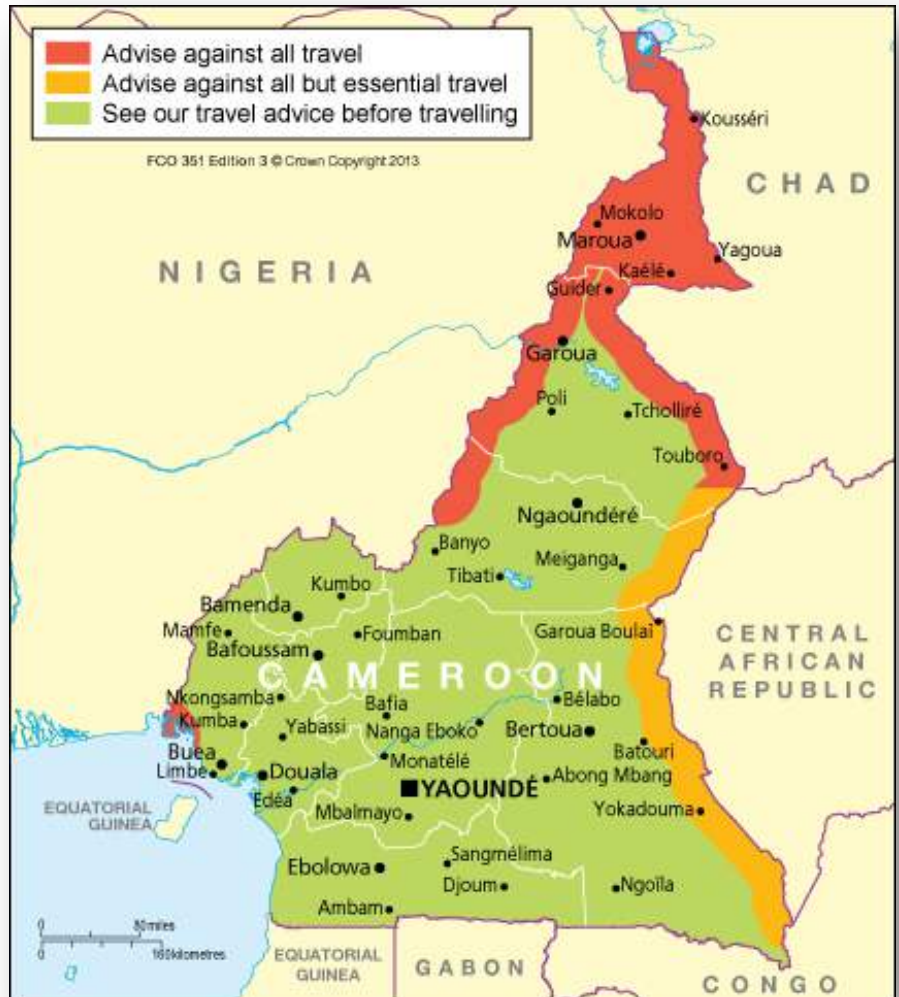 Advise against all travel
Advise against all but essential travel
See our travel advice before travelling
FCO 351 Edition 3 © Crown Copyright 2013
Kousséri
CHAD
Mokolo
Maroua
Yagoua
NIGERIA
Kaélé
Guider
Garoua
Poli
Tcholliré
Touboro
Ngaoundéré
Banyo
Meiganga
Tibati
Kumbo
Bamenda
Mamfe
Foumban
Garoua Boulaï
Bafoussam
CENTRAL
AFRICAN
REPUBLIC
CAMEROON
Nkongsamba
Bafia
Bélabo
Kumba
Yabassi
Nanga Eboko
Bertoua
Batouri
Buea
Monatélé
Limbe
Douala
Abong Mbang
YAOUNDÉ
Edéa
EQUATORIAL
GUINEA
Mbalmayo
Yokadouma
Sangmélima
Ebolowa
Djoum
Ngoïla
Ambam
0 80miles
0 160kilometres
EQUATORIAL
GUINEA
GABON
CONGO